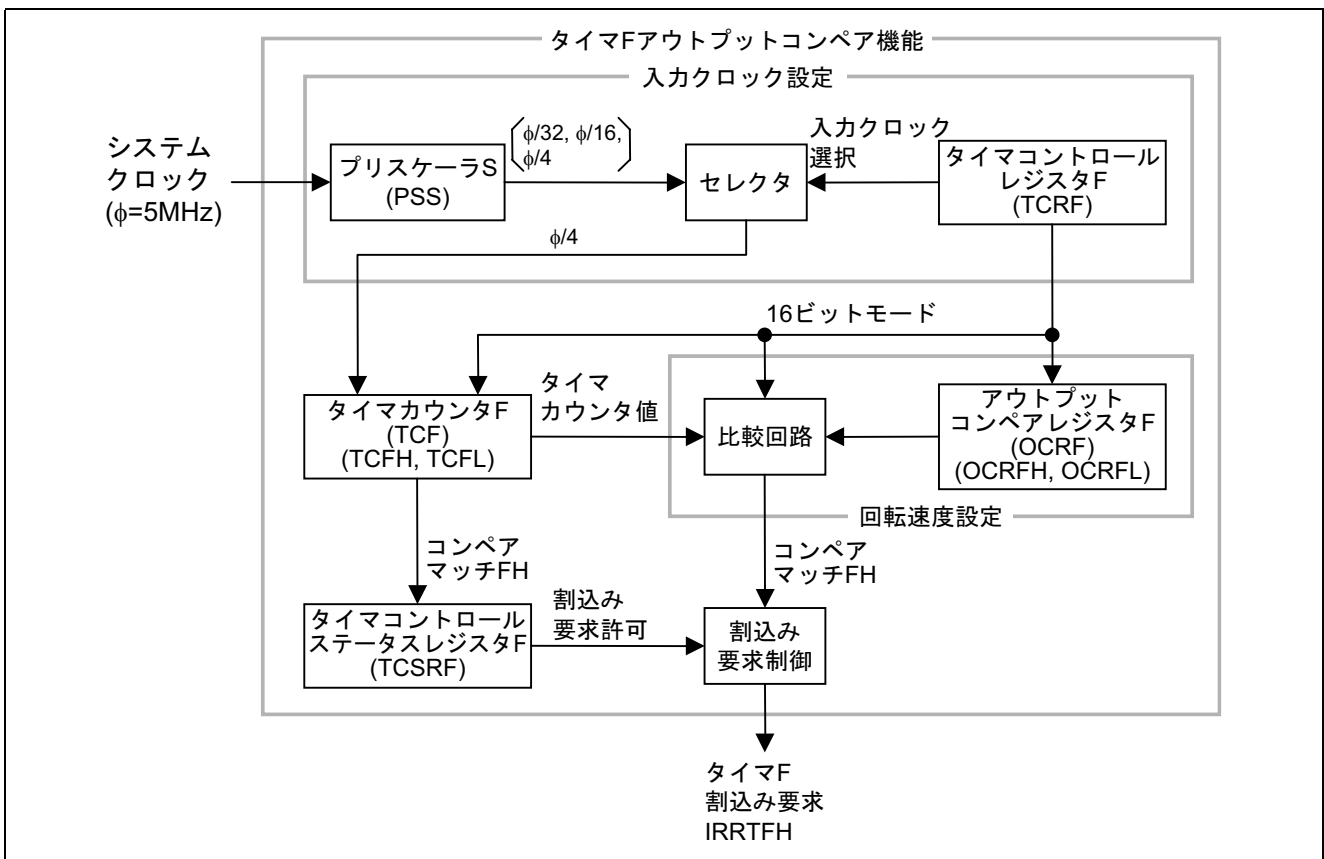 タイマFアウトプットコンペア機能
入力クロック設定
システム
クロック
(ϕ=5MHz)
プリスケーラS
(PSS)
ϕ/32, ϕ/16,
ϕ/4
セレクタ
入力クロック
選択
タイマコントロール
レジスタF
(TCRF)
ϕ/4
16ビットモード
タイマカウンタF
(TCF)
(TCFH, TCFL)
タイマ
カウンタ値
比較回路
アウトプット
コンペアレジスタF
(OCRF)
(OCRFH, OCRFL)
回転速度設定
コンペア
マッチFH
コンペア
マッチFH
タイマコントロール
ステータスレジスタF
(TCSRF)
割込み
要求許可
割込み
要求制御
タイマF
割込み要求
IRRTFH